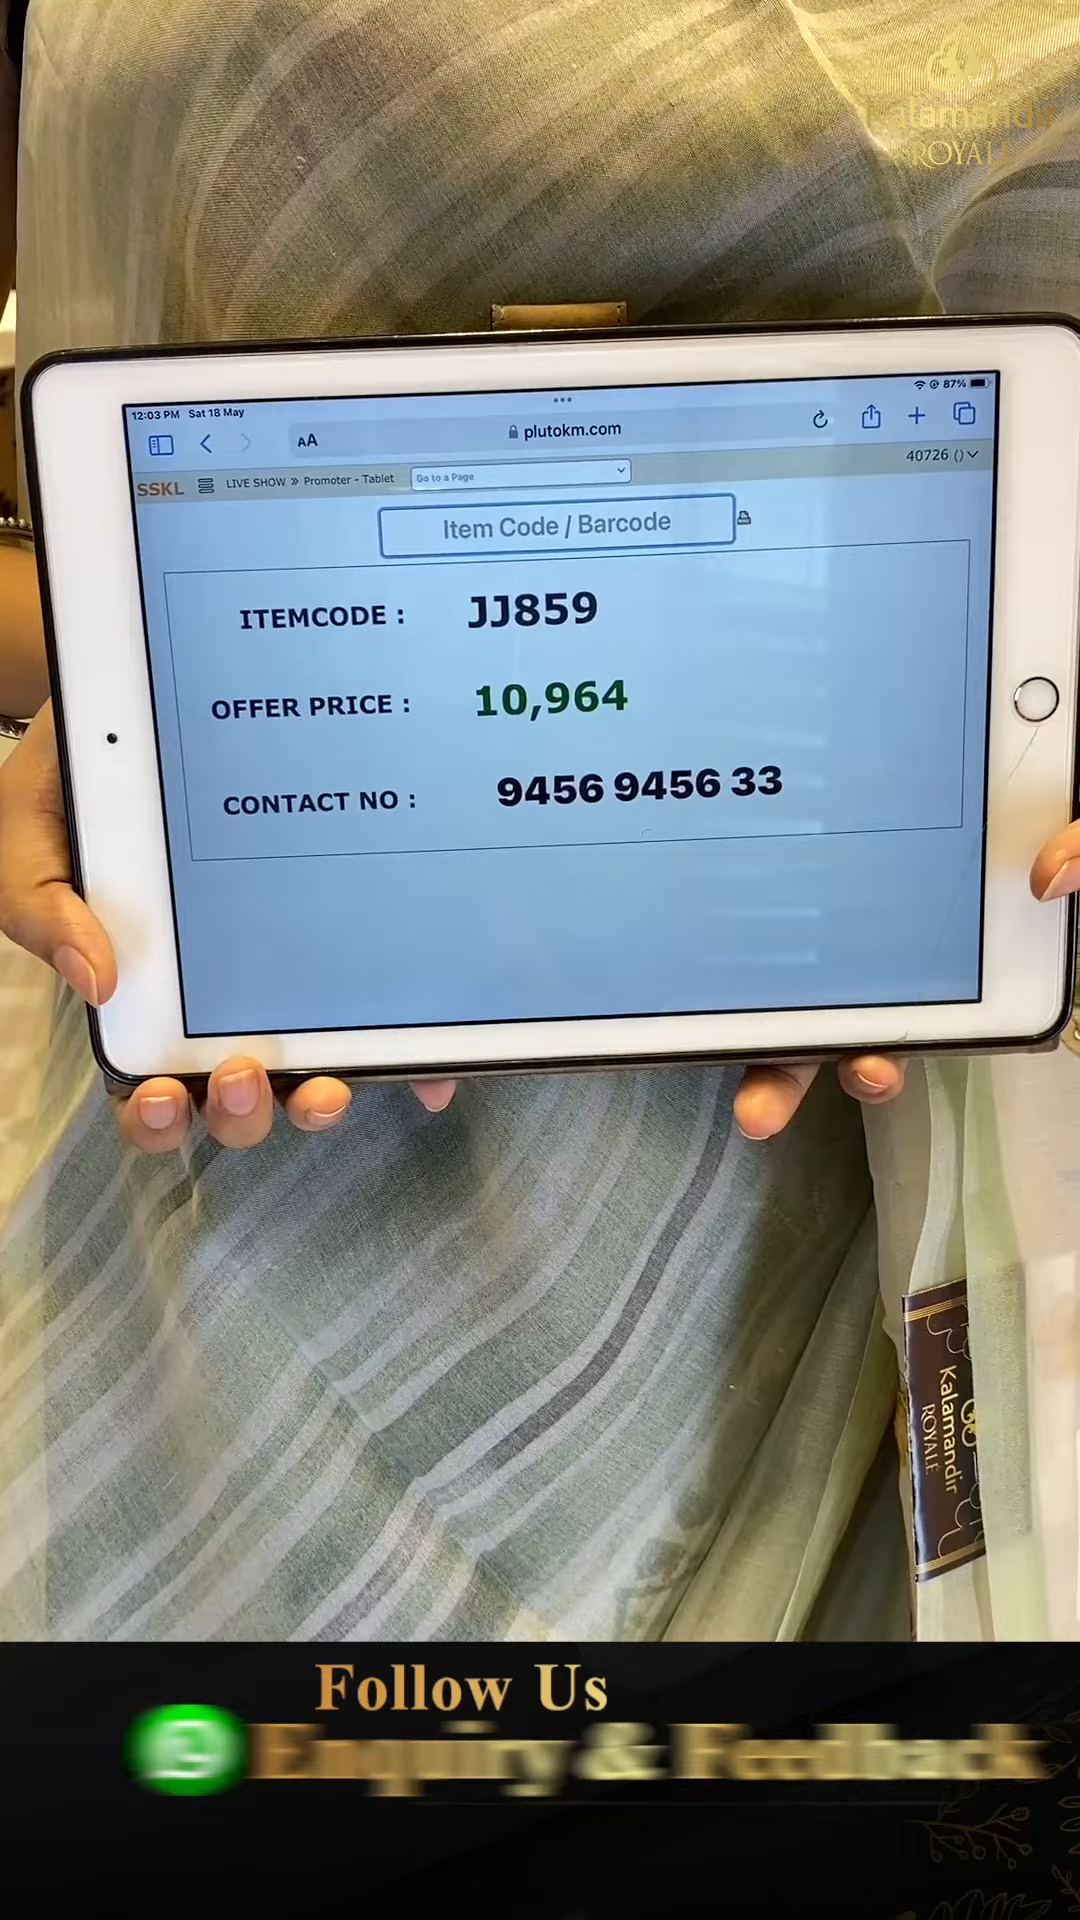 kalamandir
ROYALE
12:03 PM Sat 18 May
87%
AA
plutokm.com
SSKL
LIVE SHOW » Promoter - Tablet
Go to a Page
40726 ()
Item Code / Barcode
ITEMCODE : JJ859
OFFER PRICE : 10,964
CONTACT NO : 9456 9456 33
Kalamandir
ROYALE
Follow Us
Enquiry & Feedback